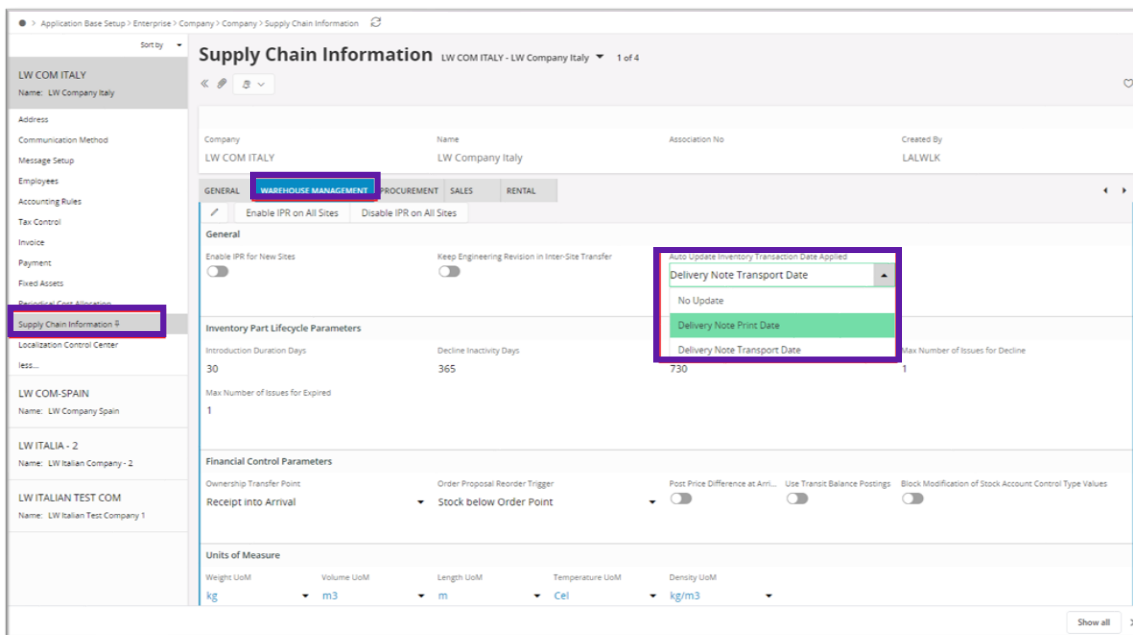 > Application Base Setup > Enterprise > Company > Company > Supply Chain Information
Sort by
LW COM ITALY
Name: LW Company Italy
Address
Communication Method
Message Setup
Employees
Accounting Rules
Tax Control
Invoice
Payment
Fixed Assets
Periodical Cost Allocation
Supply Chain Information
Localization Control Center
less...
LW COM-SPAIN
Name: LW Company Spain
LW ITALIA - 2
Name: LW Italian Company - 2
LW ITALIAN TEST COM
Name: LW Italian Test Company 1
Supply Chain Information LW COM ITALY - LW Company Italy 1 of 4
Company Name Association No Created By
LW COM ITALY LW Company Italy LALWLK
GENERAL WAREHOUSE MANAGEMENT PROCUREMENT SALES RENTAL
Enable IPR on All Sites Disable IPR on All Sites
General
Enable IPR for New Sites Keep Engineering Revision in Inter-Site Transfer Auto Update Inventory Transaction Date Applied
Delivery Note Transport Date
No Update
Delivery Note Print Date
Delivery Note Transport Date
Inventory Part Lifecycle Parameters
Introduction Duration Days Decline Inactivity Days Max Number of Issues for Decline
30 365 730 1
Max Number of Issues for Expired
1
Financial Control Parameters
Ownership Transfer Point Order Proposal Reorder Trigger Post Price Difference at Arri... Use Transit Balance Postings Block Modification of Stock Account Control Type Values
Receipt into Arrival Stock below Order Point
Units of Measure
Weight UoM Volume UoM Length UoM Temperature UoM Density UoM
kg m3 m Cel kg/m3
Show all